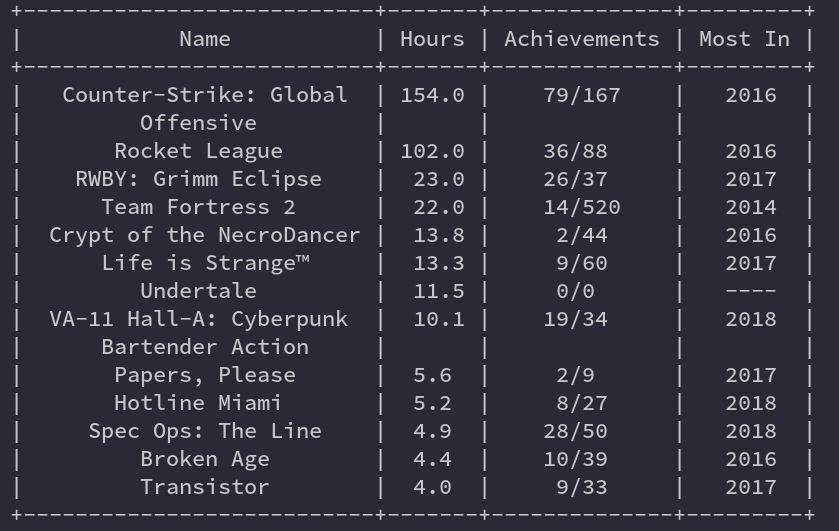 +---------------------------+-------+--------------+---------+
|            Name           | Hours | Achievements | Most In |
+---------------------------+-------+--------------+---------+
|   Counter-Strike: Global  | 154.0 |    79/167    |   2016  |
|         Offensive         |       |              |         |
|       Rocket League       | 102.0 |    36/88     |   2016  |
|    RWBY: Grimm Eclipse    |  23.0 |    26/37     |   2017  |
|      Team Fortress 2      |  22.0 |    14/520    |   2014  |
|  Crypt of the NecroDancer |  13.8 |     2/44     |   2016  |
|      Life is Strange™     |  13.3 |     9/60     |   2017  |
|         Undertale         |  11.5 |     0/0      |   ----  |
|  VA-11 Hall-A: Cyberpunk  |  10.1 |    19/34     |   2018  |
|      Bartender Action     |       |              |         |
|       Papers, Please      |  5.6  |     2/9      |   2017  |
|       Hotline Miami       |  5.2  |     8/27     |   2018  |
|     Spec Ops: The Line    |  4.9  |    28/50     |   2018  |
|         Broken Age        |  4.4  |    10/39     |   2016  |
|         Transistor        |  4.0  |     9/33     |   2017  |
+---------------------------+-------+--------------+---------+